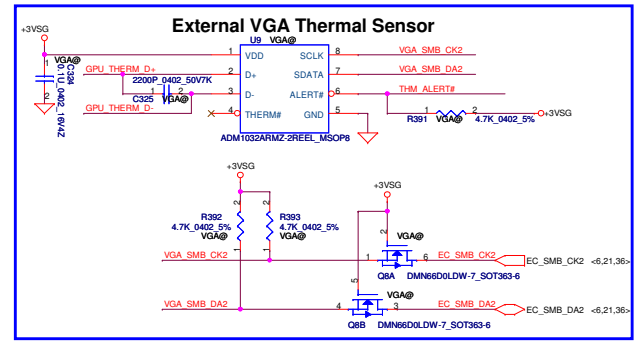 External VGA Thermal Sensor
+3VSG
U9 VGA@
1 VDD SCLK 8 VGA_SMB_CK2
VGA@
C324
0.1U_0402_16V4Z
GPU_THERM_D+ 2 D+ SDATA 7 VGA_SMB_DA2
2200P_0402_50V7K
1 2
C325 VGA@
3 D- ALERT# 6 THM_ALERT#
GPU_THERM_D- 4 THERM# GND 5
1 2 +3VSG
R391 VGA@ 4.7K_0402_5%
ADM1032ARMZ-2REEL_MSOP8
+3VSG
+3VSG
R392 R393
4.7K_0402_5% 4.7K_0402_5%
VGA@ VGA@
VGA@
VGA_SMB_CK2 1 6 EC_SMB_CK2 EC_SMB_CK2 <6,21,36>
Q8A DMN66D0LDW-7_SOT363-6
VGA@
VGA_SMB_DA2 4 3 EC_SMB_DA2 EC_SMB_DA2 <6,21,36>
Q8B DMN66D0LDW-7_SOT363-6